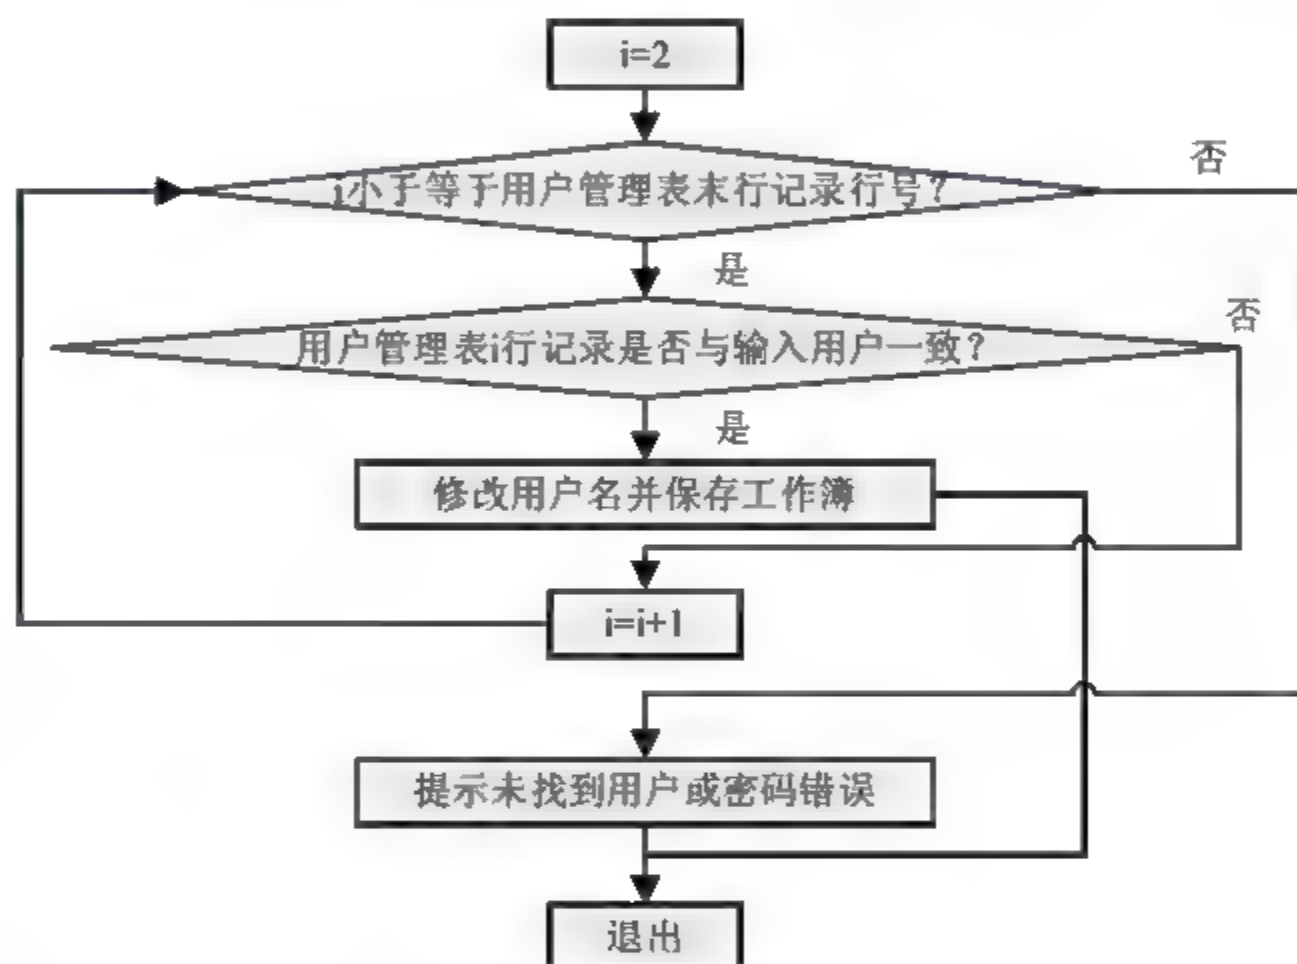 i=2
否
i小于等于用户管理表末行记录行号？
是
否
用户管理表i行记录是否与输入用户一致？
是
修改用户名并保存工作簿
i=i+1
提示未找到用户或密码错误
退出